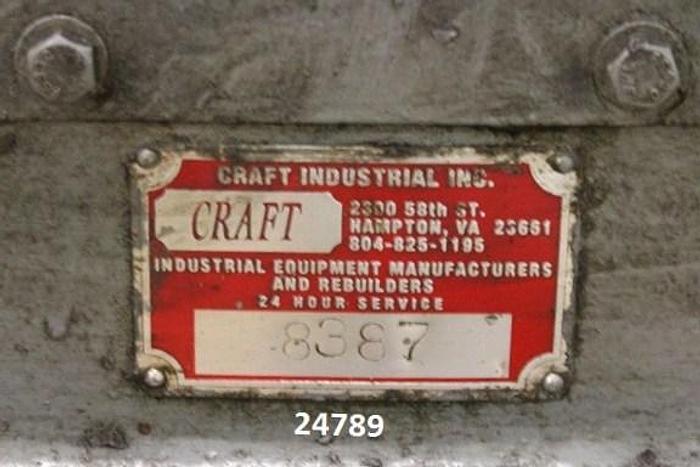 CRAFT INDUSTRIAL INC.
CRAFT
2300 58th ST.
HAMPTON, VA 23661
804-825-1195
INDUSTRIAL EQUIPMENT MANUFACTURERS
AND REBUILDERS
24 HOUR SERVICE
8387
24789